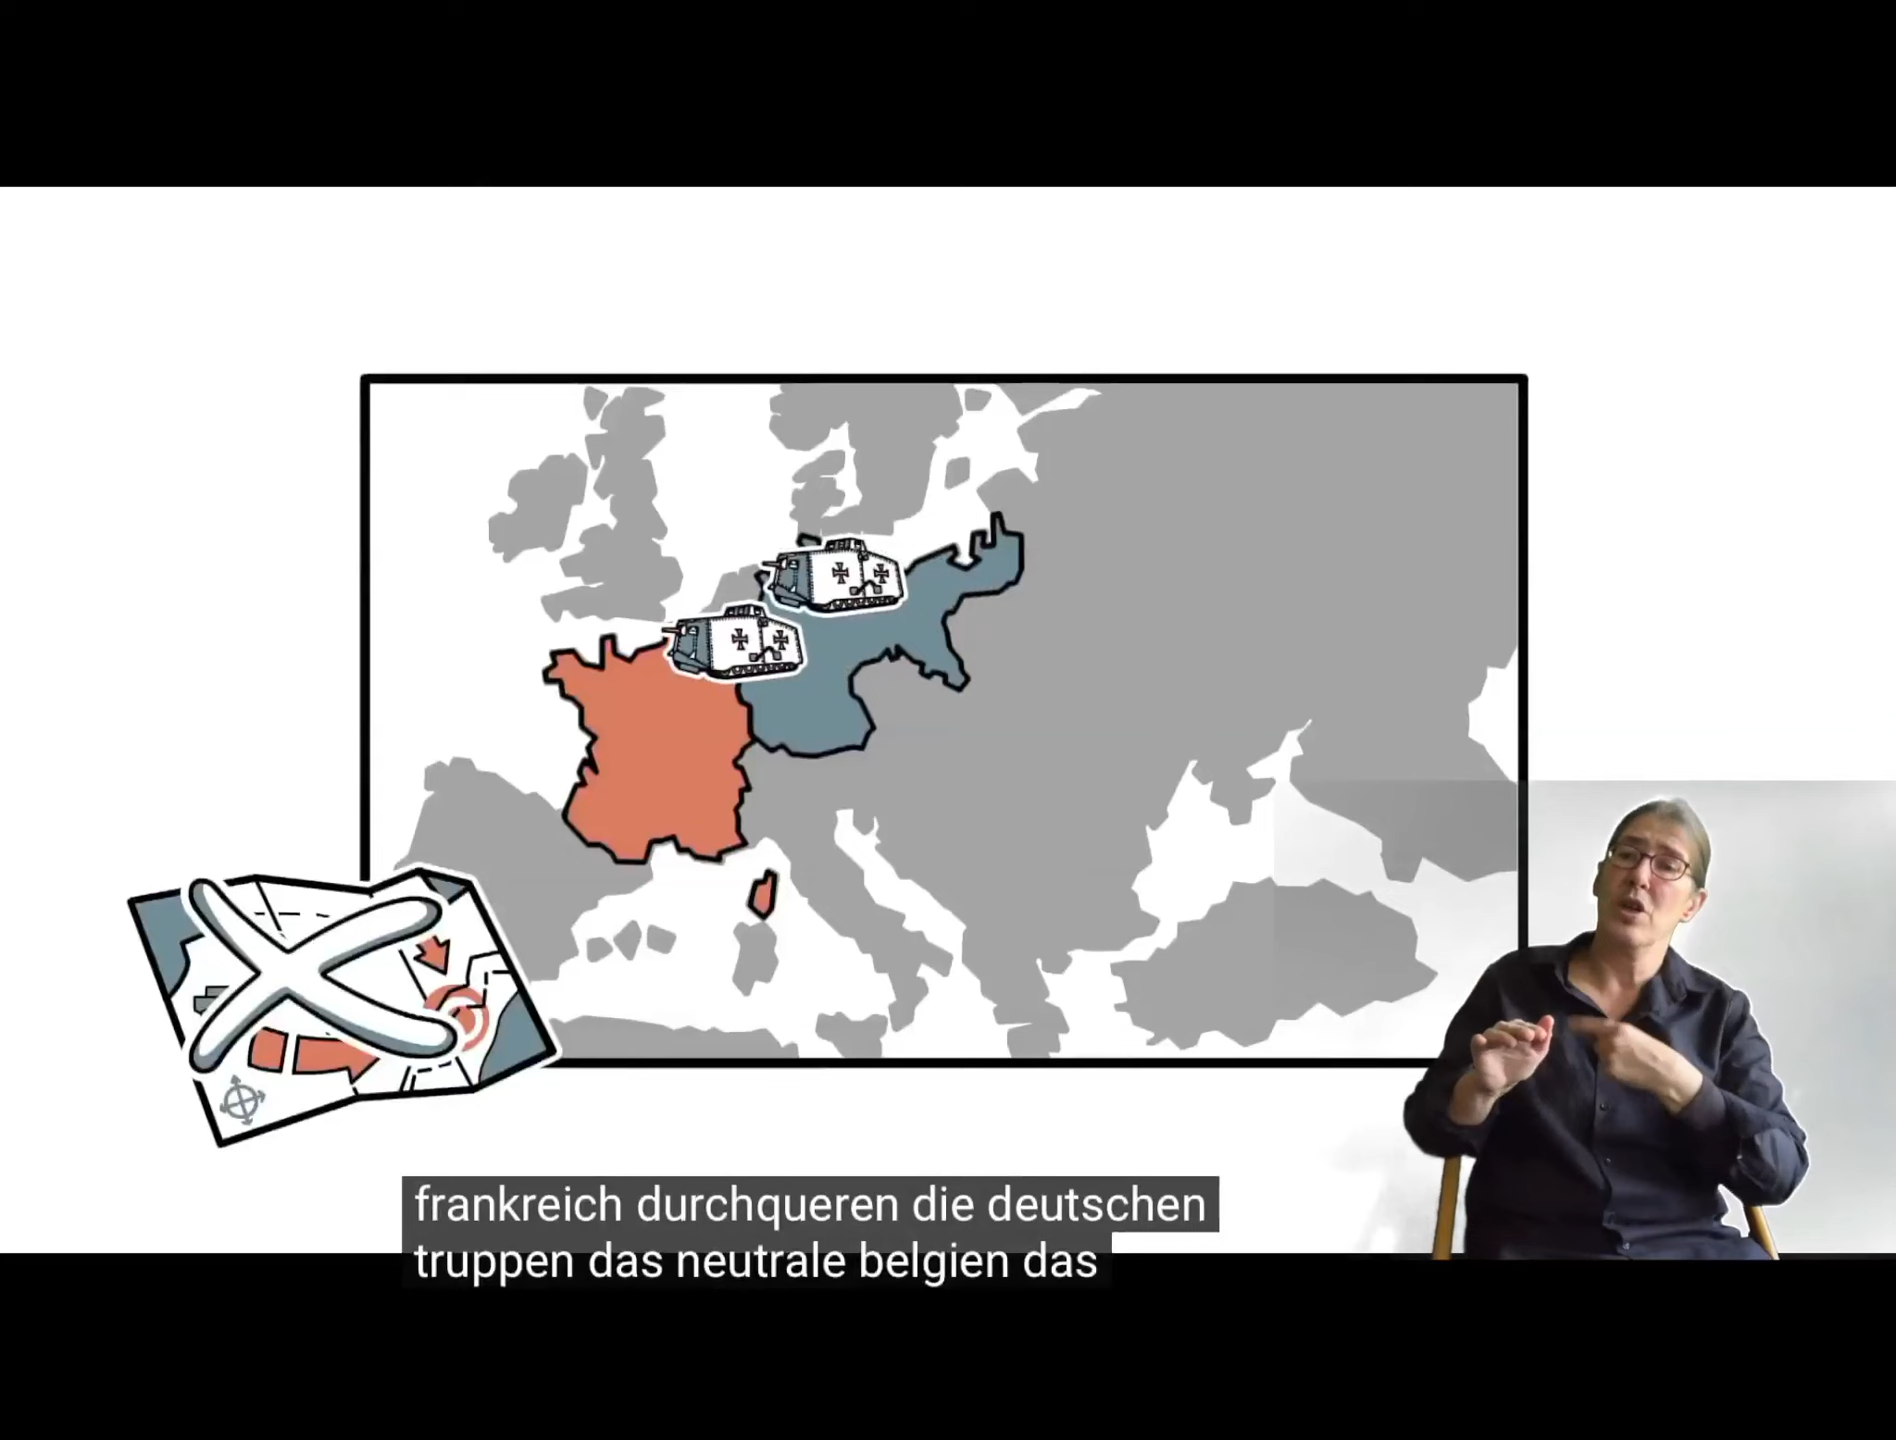 frankreich durchqueren die deutschen
truppen das neutrale belgien das